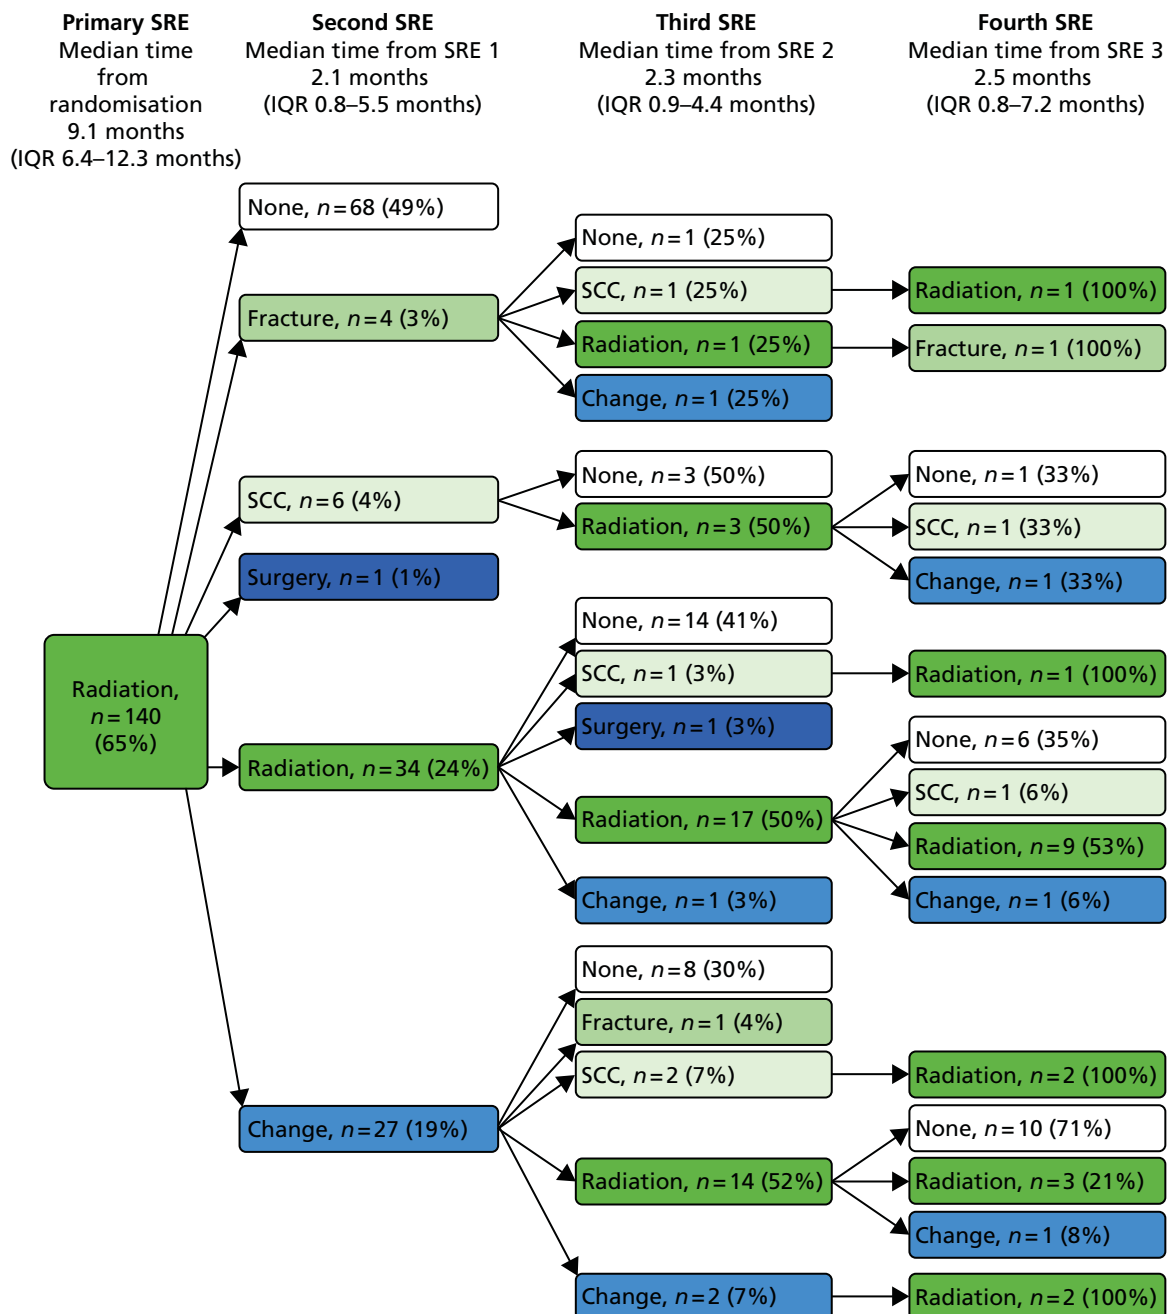 Primary SRE
Median time
from
randomisation
9.1 months
(IQR 6.4–12.3 months)
Second SRE
Median time from SRE 1
2.1 months
(IQR 0.8–5.5 months)
Third SRE
Median time from SRE 2
2.3 months
(IQR 0.9–4.4 months)
Fourth SRE
Median time from SRE 3
2.5 months
(IQR 0.8–7.2 months)
Radiation,
n=140
(65%)
None, n=68 (49%)
Fracture, n=4 (3%)
SCC, n=6 (4%)
Surgery, n=1 (1%)
Radiation, n=34 (24%)
Change, n=27 (19%)
None, n=1 (25%)
SCC, n=1 (25%)
Radiation, n=1 (25%)
Change, n=1 (25%)
None, n=3 (50%)
Radiation, n=3 (50%)
None, n=14 (41%)
SCC, n=1 (3%)
Surgery, n=1 (3%)
Radiation, n=17 (50%)
Change, n=1 (3%)
None, n=8 (30%)
Fracture, n=1 (4%)
SCC, n=2 (7%)
Radiation, n=14 (52%)
Change, n=2 (7%)
Radiation, n=1 (100%)
Fracture, n=1 (100%)
None, n=1 (33%)
SCC, n=1 (33%)
Change, n=1 (33%)
Radiation, n=1 (100%)
None, n=6 (35%)
SCC, n=1 (6%)
Radiation, n=9 (53%)
Change, n=1 (6%)
Radiation, n=2 (100%)
None, n=10 (71%)
Radiation, n=3 (21%)
Change, n=1 (8%)
Radiation, n=2 (100%)